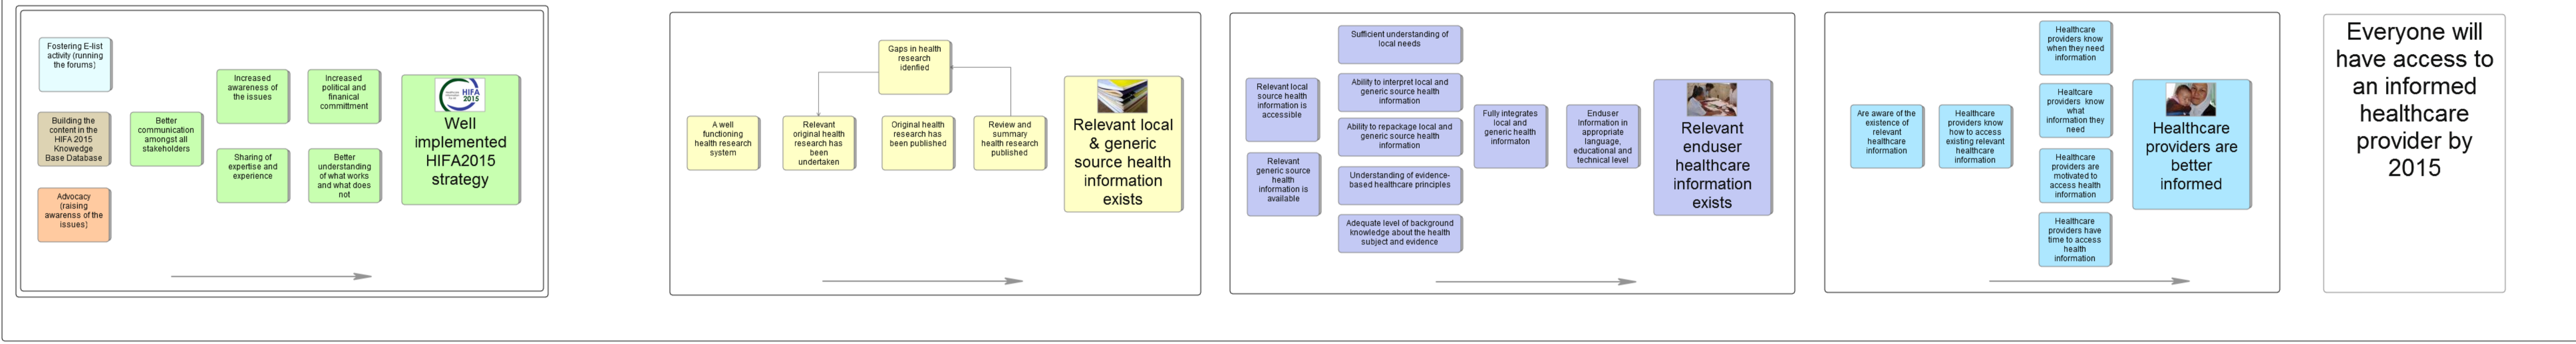 Fostering E-list
activity (running
the forums)
Building the
content in the
HIFA 2015
Knowedge
Base Database
Advocacy
(raising
awarenss of the
issues)
Better
communication
amongst all
stakeholders
Increased
awareness of
the issues
Sharing of
expertise and
experience
Increased
political and
finanical
committment
Better
understanding
of what works
and what does
not
HIFA
2015
Well
implemented
HIFA2015
strategy
A well
functioning
health research
system
Gaps in health
research
idenfied
Relevant
original health
research has
been
undertaken
Original health
research has
been published
Review and
summary
health research
published
Relevant local
& generic
source health
information
exists
Relevant local
source health
information is
accessible
Relevant
generic source
health
information is
available
Sufficient understanding of
local needs
Ability to interpret local and
generic source health
information
Ability to repackage local and
generic source health
information
Understanding of evidence-
based healthcare principles
Adequate level of background
knowledge about the health
subject and evidence
Fully integrates
local and
generic health
informaton
Enduser
Information in
appropriate
language,
educational and
technical level
Relevant
enduser
healthcare
information
exists
Are aware of the
existence of
relevant
healthcare
information
Healthcare
providers know
how to access
existing relevant
healthcare
information
Healthcare
providers know
when they need
information
Healtcare
providers know
what
information they
need
Healthcare
providers are
motivated to
access health
information
Healthcare
providers have
time to access
health
information
Healthcare
providers are
better
informed
Everyone will
have access to
an informed
healthcare
provider by
2015